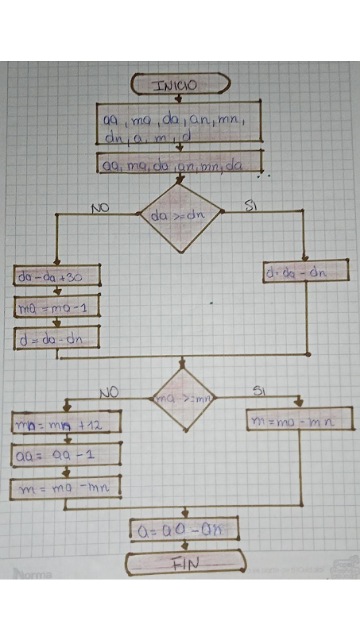 INICIO
aa, ma, da, an, mn,
dn, a, m, d
aa, ma, da, an, mn, da
da >= dn
NO
SI
da - da + 30
ma = ma - 1
d = da - dn
d = da - dn
ma >= mn
NO
SI
ma = ma + 12
aa = aa - 1
m = ma - mn
m = ma - mn
a = aa - an
FIN
Norma